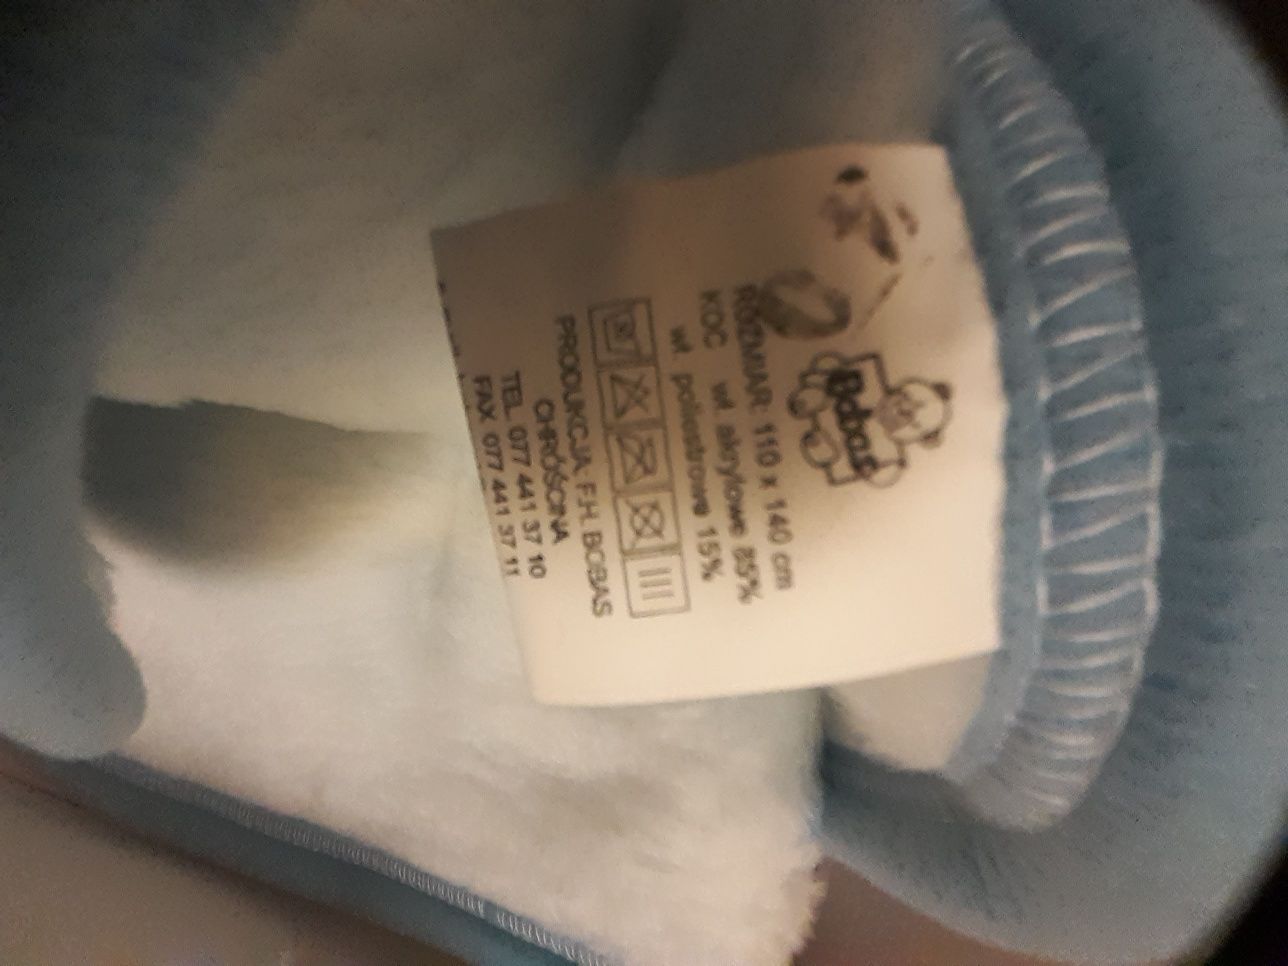 Bobas
ROZMIAR: 110 x 140 cm
KOC wł. akrylowe 85%
wł. poliestrowe 15%
PRODUKCJA F.H. BOBAS
CHRÓŚCINA
TEL. 077 441 37 10
FAX 077 441 37 11